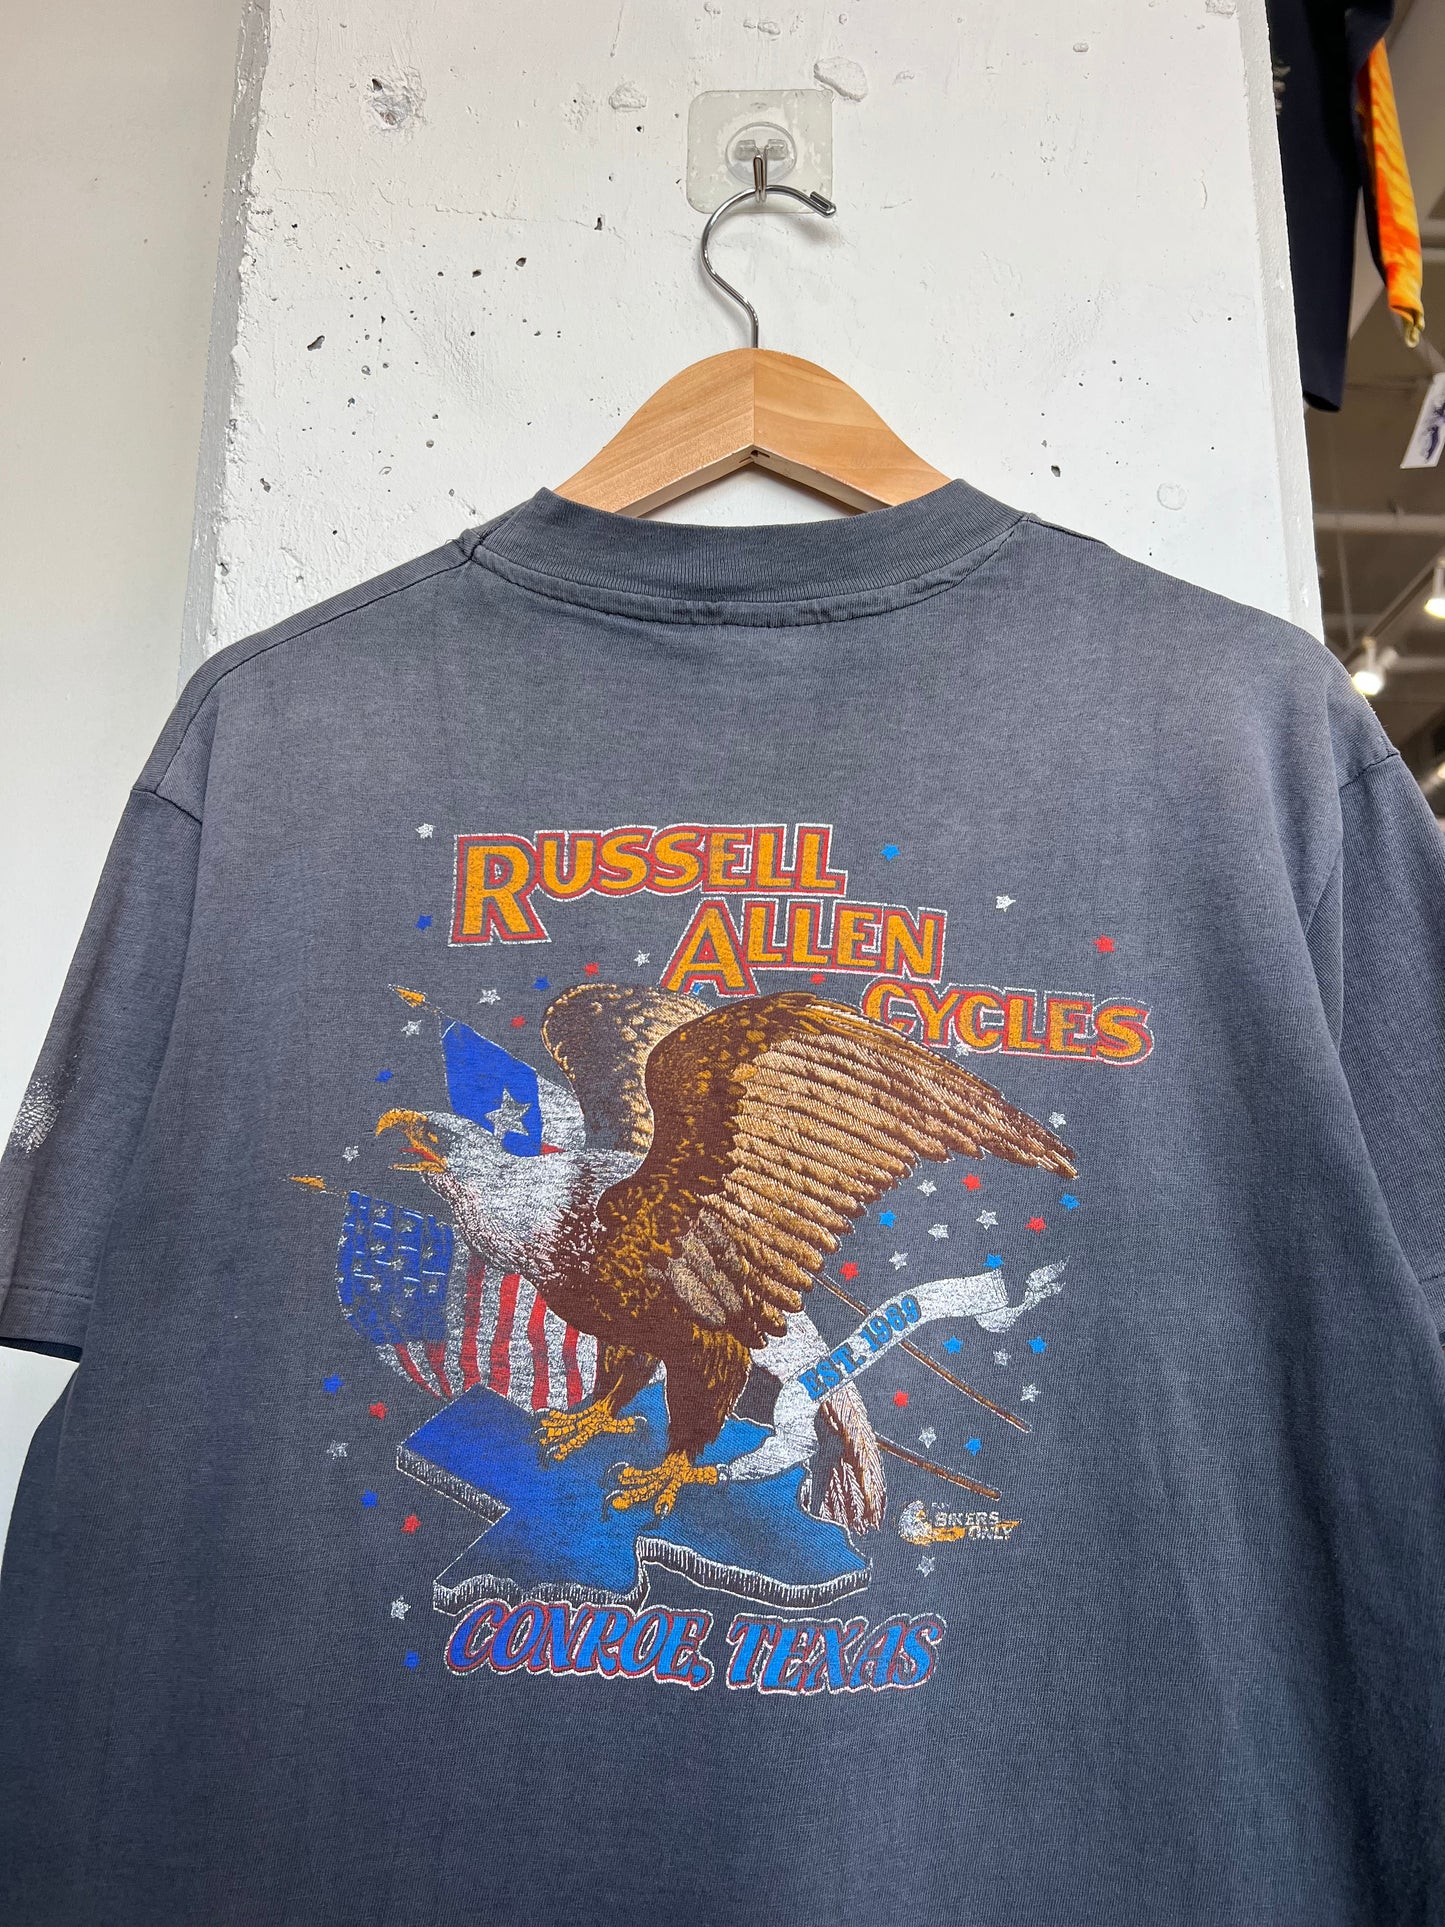 RUSSELL
ALLEN
CYCLES
EST. 1989
BIKERS
ONLY
CONROE, TEXAS